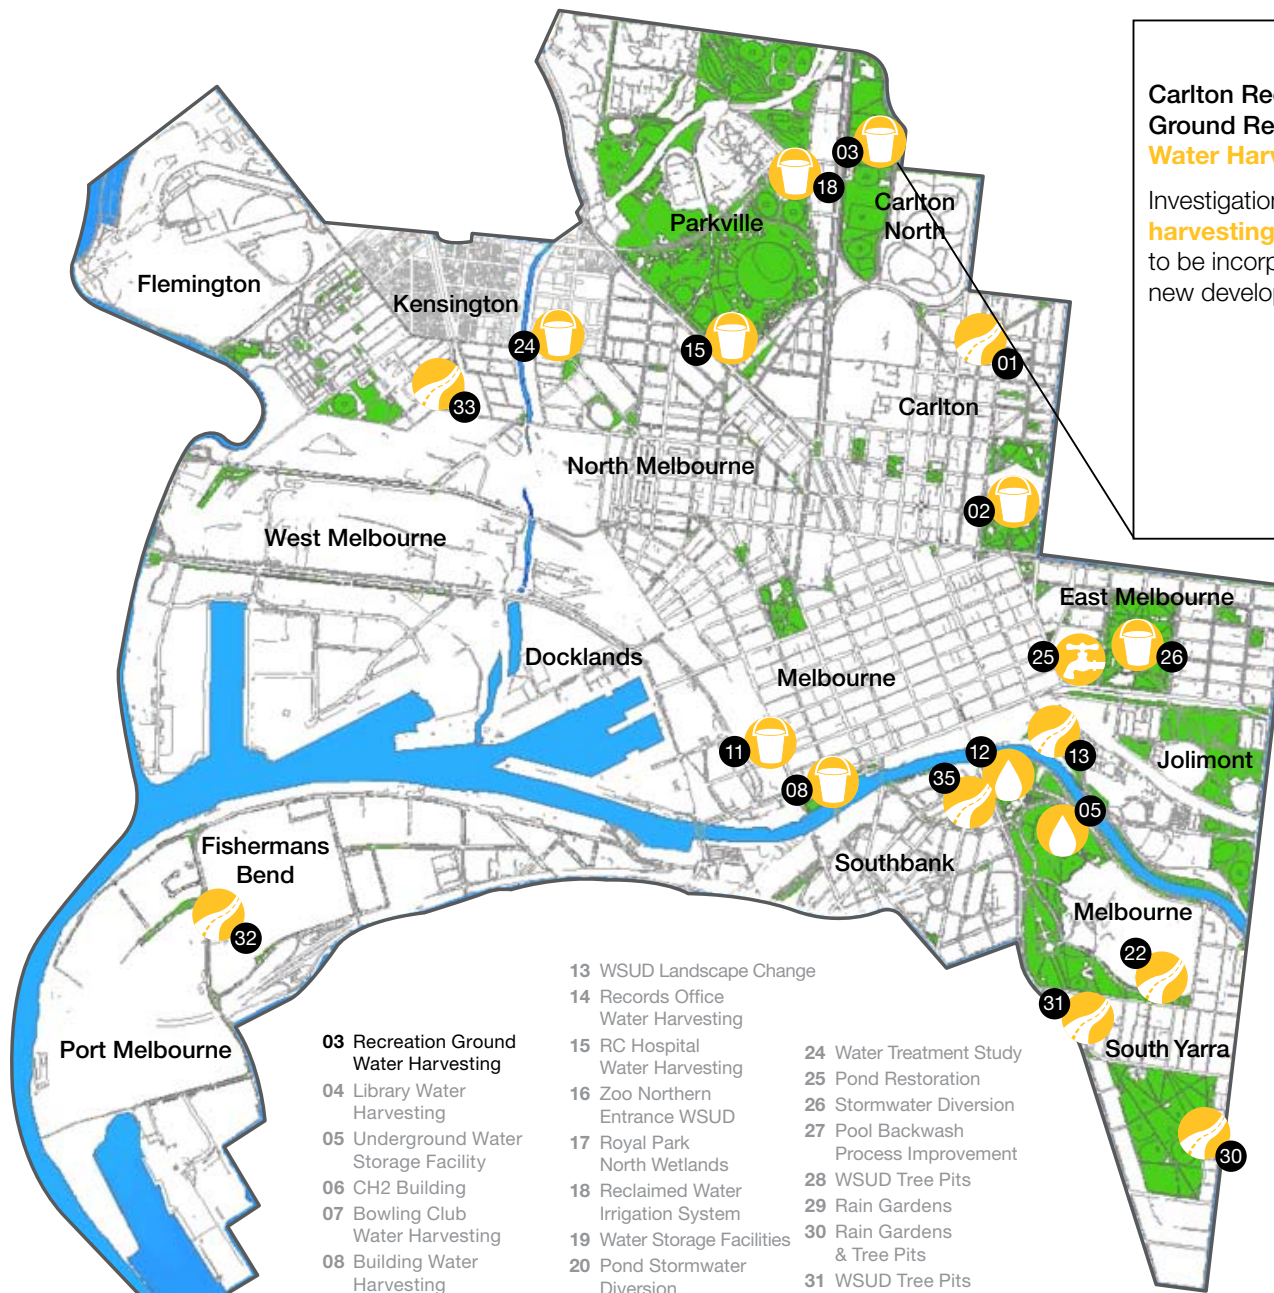 Carlton
Ground
Water
Investigation
harvesting
to be
new
03
18
Parkville
Carlton
North
Flemington
Kensington
24
15
01
33
Carlton
North Melbourne
02
West Melbourne
East Melbourne
25
26
Docklands
Melbourne
11
12
13
Jolimont
08
35
05
Southbank
Fishermans
Bend
Melbourne
32
22
31
Port Melbourne
South Yarra
30
03 Recreation Ground
Water Harvesting
04 Library Water
Harvesting
05 Underground Water
Storage Facility
06 CH2 Building
07 Bowling Club
Water Harvesting
08 Building Water
Harvesting
13 WSUD Landscape Change
14 Records Office
Water Harvesting
15 RC Hospital
Water Harvesting
16 Zoo Northern
Entrance WSUD
17 Royal Park
North Wetlands
18 Reclaimed Water
Irrigation System
19 Water Storage Facilities
20 Pond Stormwater
Diversion
24 Water Treatment Study
25 Pond Restoration
26 Stormwater Diversion
27 Pool Backwash
Process Improvement
28 WSUD Tree Pits
29 Rain Gardens
30 Rain Gardens
& Tree Pits
31 WSUD Tree Pits